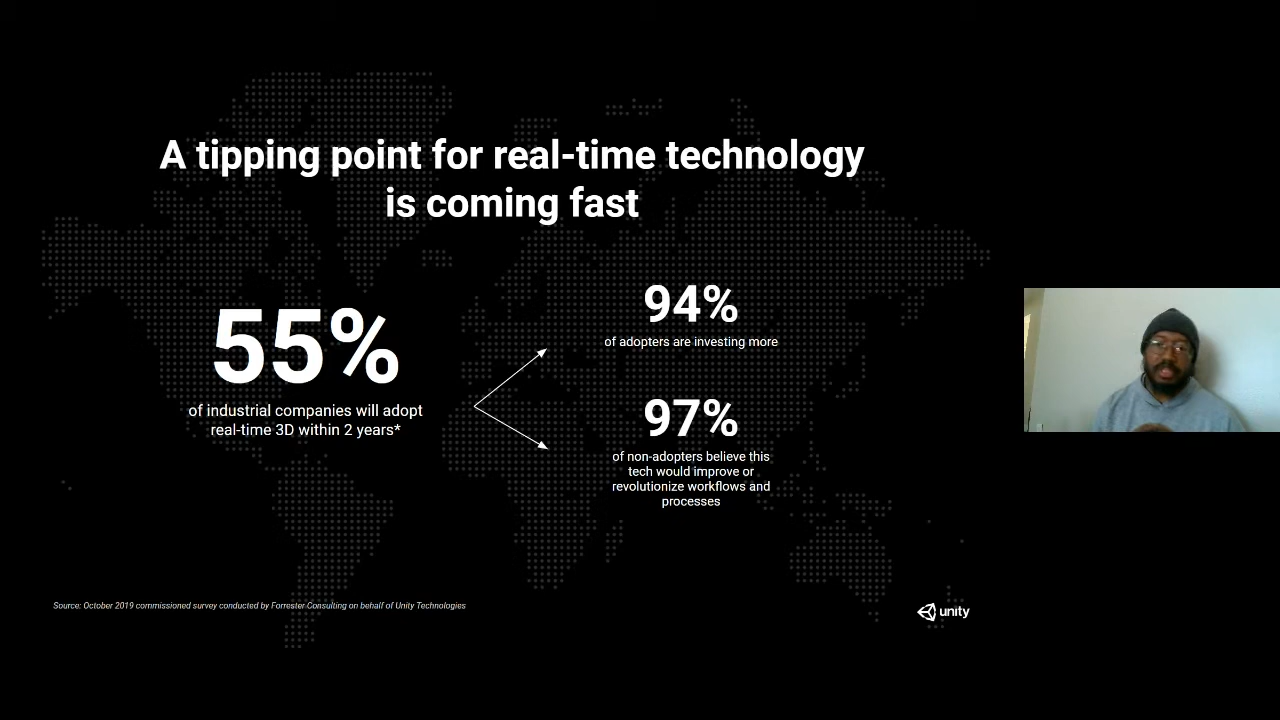 A tipping point for real-time technology
is coming fast
55%
of industrial companies will adopt
real-time 3D within 2 years*
94%
of adopters are investing more
97%
of non-adopters believe this
tech would improve or
revolutionize workflows and
processes
Source: October 2019 commissioned survey conducted by Forrester Consulting on behalf of Unity Technologies
unity